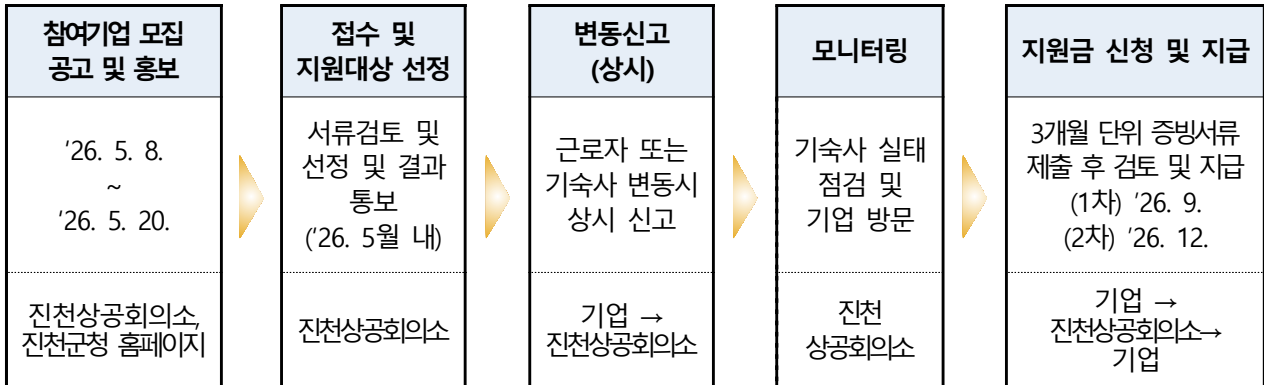 참여기업 모집
공고 및 홍보
'26. 5. 8.
~
'26. 5. 20.
진천상공회의소,
진천군청 홈페이지
접수 및
지원대상 선정
서류검토 및
선정 및 결과
통보
('26. 5월 내)
진천상공회의소
변동신고
(상시)
근로자 또는
기숙사 변동시
상시 신고
기업 →
진천상공회의소
모니터링
기숙사 실태
점검 및
기업 방문
진천
상공회의소
지원금 신청 및 지급
3개월 단위 증빙서류
제출 후 검토 및 지급
(1차) '26. 9.
(2차) '26. 12.
기업 →
진천상공회의소→
기업